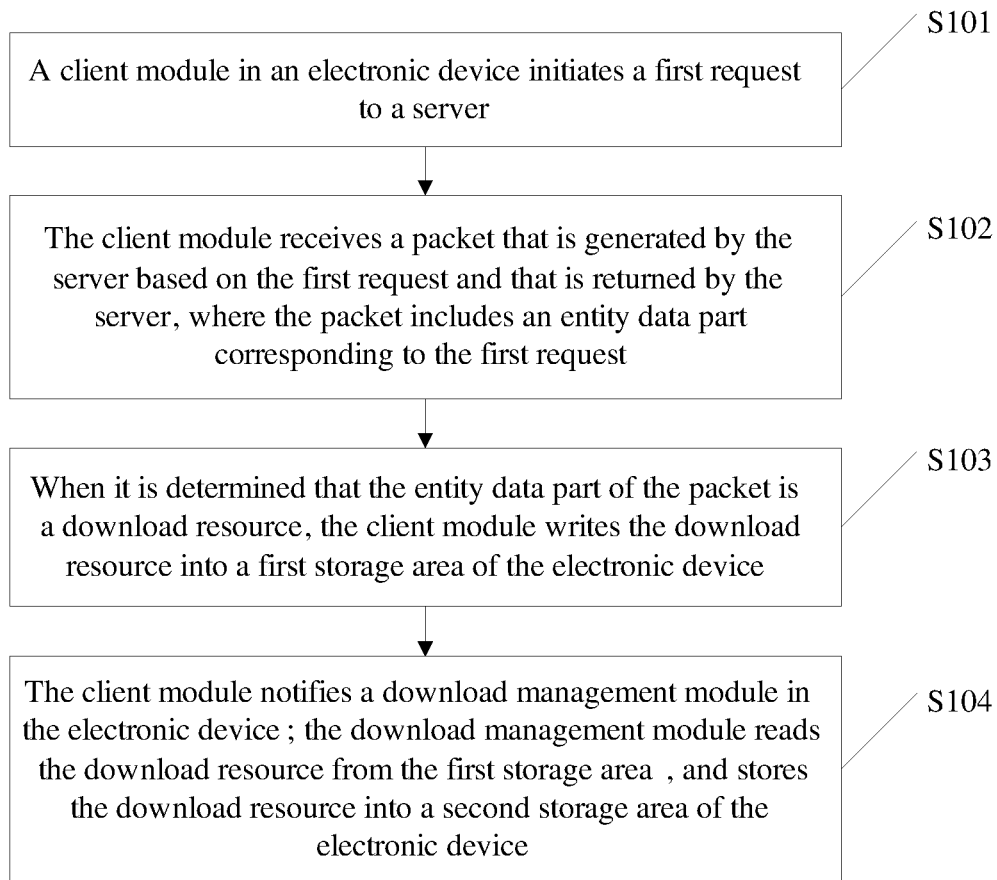 S101
A client module in an electronic device initiates a first request
to a server
S102
The client module receives a packet that is generated by the
server based on the first request and that is returned by the
server, where the packet includes an entity data part
corresponding to the first request
S103
When it is determined that the entity data part of the packet is
a download resource, the client module writes the download
resource into a first storage area of the electronic device
S104
The client module notifies a download management module in
the electronic device ; the download management module reads
the download resource from the first storage area , and stores
the download resource into a second storage area of the
electronic device